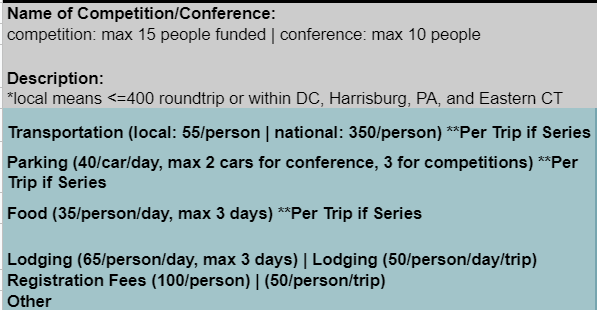 Name of Competition/Conference:
competition: max 15 people funded | conference: max 10 people
Description:
*local means <=400 roundtrip or within DC, Harrisburg, PA, and Eastern CT
Transportation (local: 55/person | national: 350/person) **Per Trip if Series
Parking (40/car/day, max 2 cars for conference, 3 for competitions) **Per
Trip if Series
Food (35/person/day, max 3 days) **Per Trip if Series
Lodging (65/person/day, max 3 days) | Lodging (50/person/day/trip)
Registration Fees (100/person) | (50/person/trip)
Other